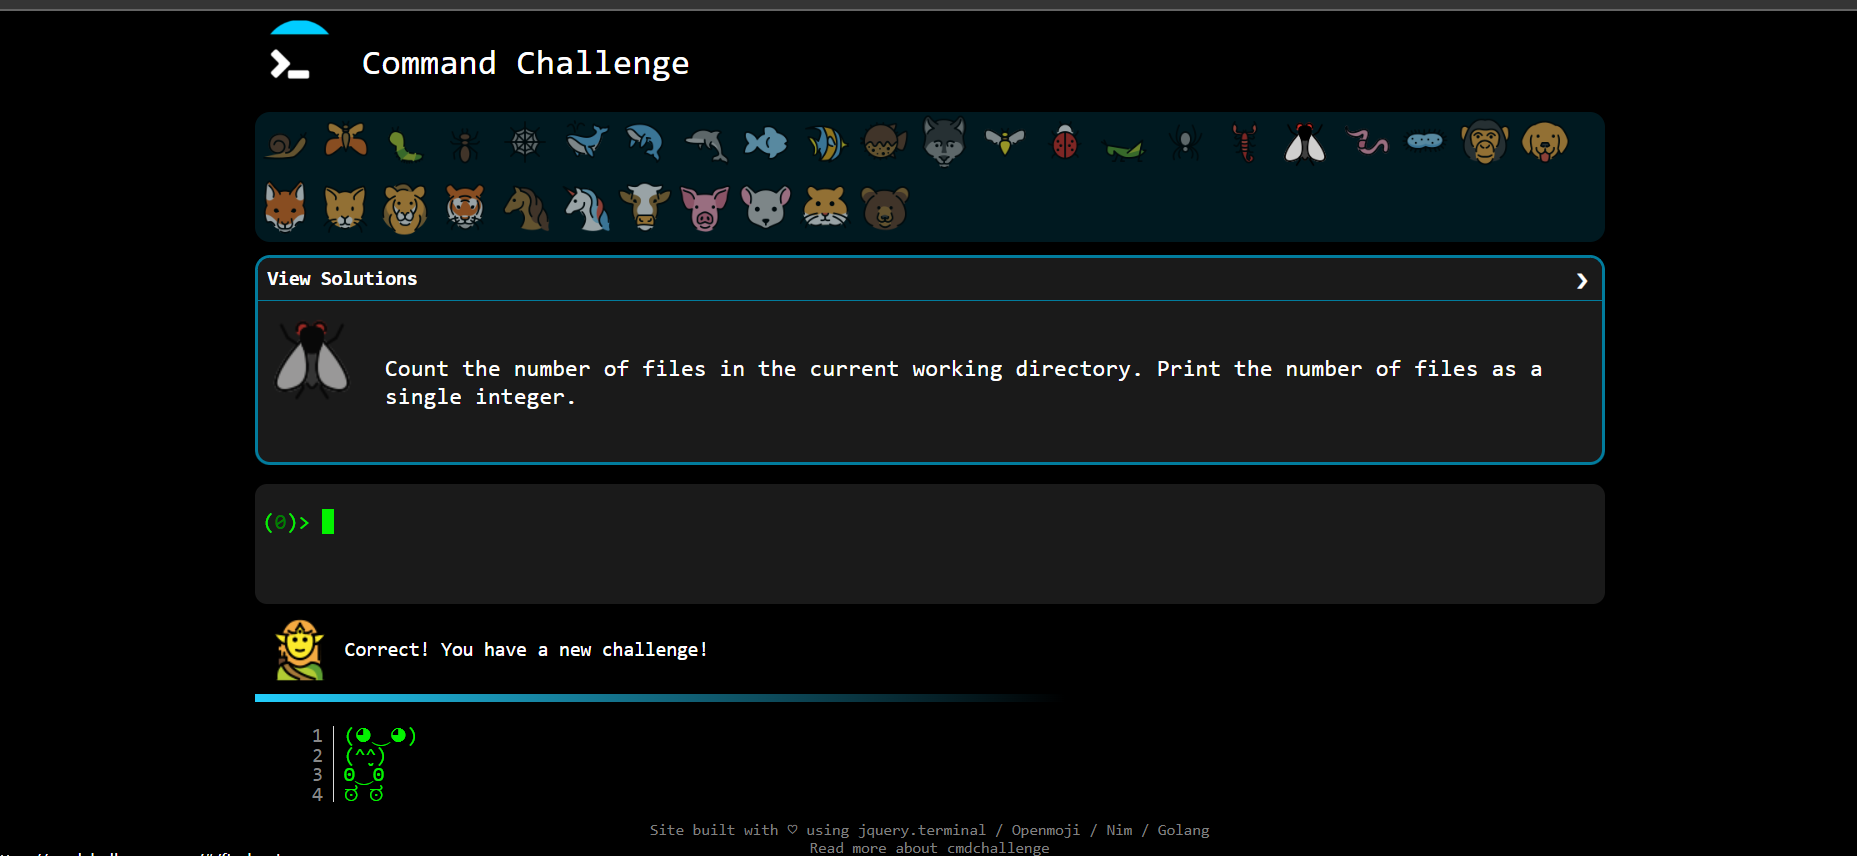 Command Challenge
View Solutions
Count the number of files in the current working directory. Print the number of files as a
single integer.
(0)>
Correct! You have a new challenge!
1
2
3
4
Site built with ♡ using jquery.terminal / Openmoji / Nim / Golang
Read more about cmdchallenge